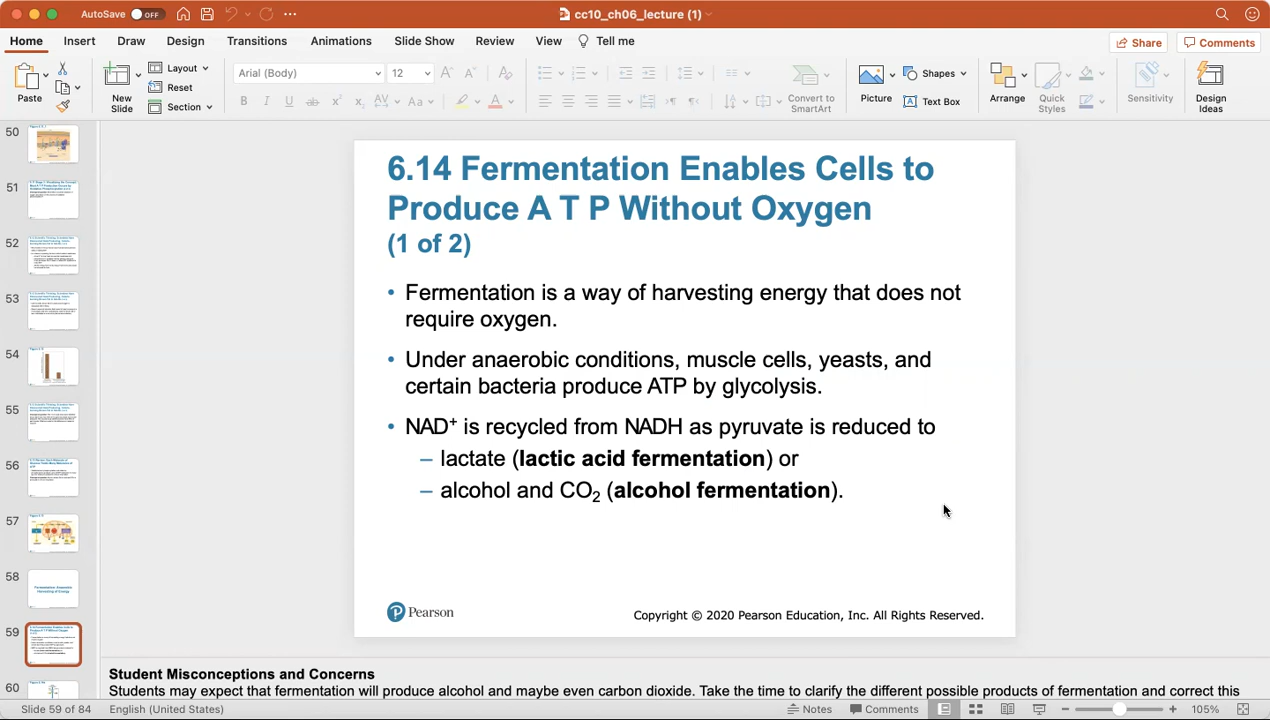 AutoSave OFF
cc10_ch06_lecture (1)
Home Insert Draw Design Transitions Animations Slide Show Review View Tell me
Share Comments
Paste
New Slide
Layout
Reset
Section
Arial (Body) 12
Convert to SmartArt
Picture
Shapes
Text Box
Arrange
Quick Styles
Sensitivity
Design Ideas
50
51
52
53
54
55
56
57
58
59
60
6.14 Fermentation Enables Cells to
Produce A T P Without Oxygen
(1 of 2)
• Fermentation is a way of harvesting energy that does not
require oxygen.
• Under anaerobic conditions, muscle cells, yeasts, and
certain bacteria produce ATP by glycolysis.
• NAD⁺ is recycled from NADH as pyruvate is reduced to
– lactate (lactic acid fermentation) or
– alcohol and CO₂ (alcohol fermentation).
Pearson
Copyright © 2020 Pearson Education, Inc. All Rights Reserved.
Student Misconceptions and Concerns
Students may expect that fermentation will produce alcohol and maybe even carbon dioxide. Take the time to clarify the different possible products of fermentation and correct this
Slide 59 of 84 English (United States) Notes Comments 105%